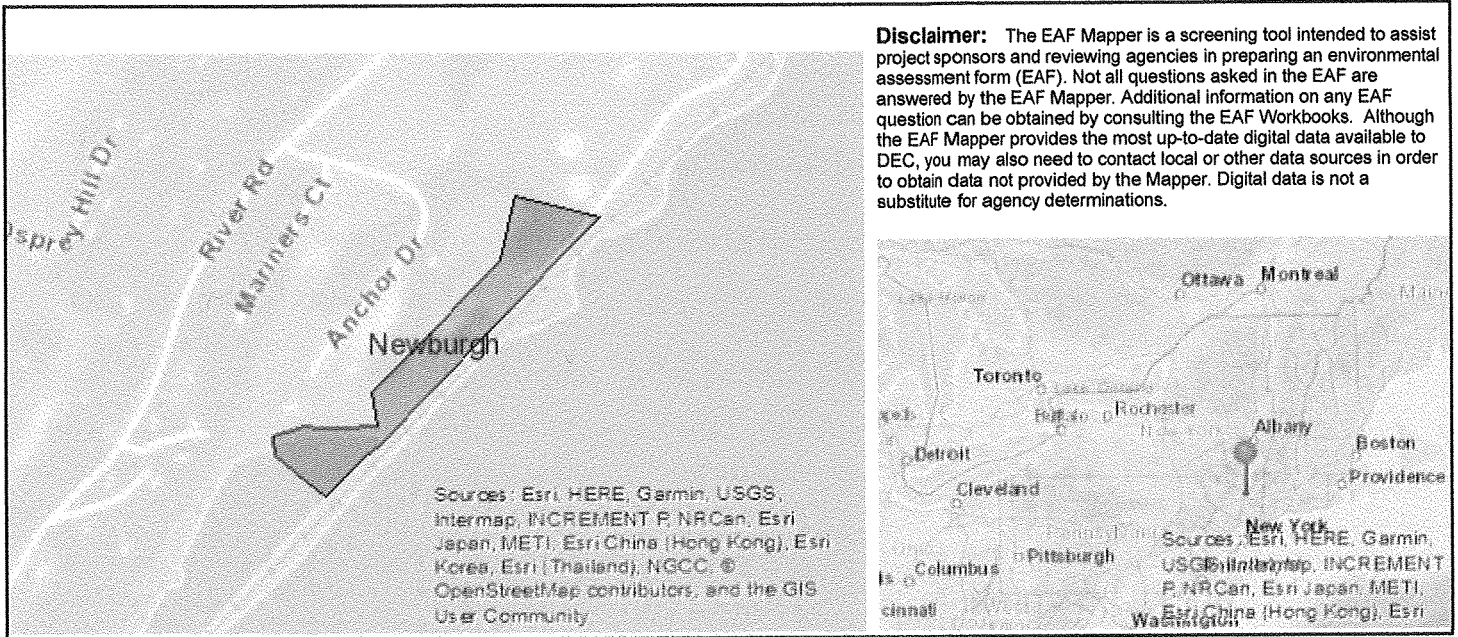 Disclaimer: The EAF Mapper is a screening tool intended to assist
project sponsors and reviewing agencies in preparing an environmental
assessment form (EAF). Not all questions asked in the EAF are
answered by the EAF Mapper. Additional information on any EAF
question can be obtained by consulting the EAF Workbooks. Although
the EAF Mapper provides the most up-to-date digital data available to
DEC, you may also need to contact local or other data sources in order
to obtain data not provided by the Mapper. Digital data is not a
substitute for agency determinations.
sprey Hill Dr
River Rd
Mariners Ct
Anchor Dr
Newburgh
Sources: Esri, HERE, Garmin, USGS,
Intermap, INCREMENT P, NRCan, Esri
Japan, METI, Esri China (Hong Kong), Esri
Korea, Esri (Thailand), NGCC, ©
OpenStreetMap contributors, and the GIS
User Community
Ottawa
Montreal
Toronto
Rochester
Albany
Detroit
Boston
Providence
Cleveland
New York
Pittsburgh
Columbus
cinnati
Sources: Esri, HERE, Garmin,
INCREMENT
P, NRCan, Esri Japan, METI,
Esri China (Hong Kong), Esri